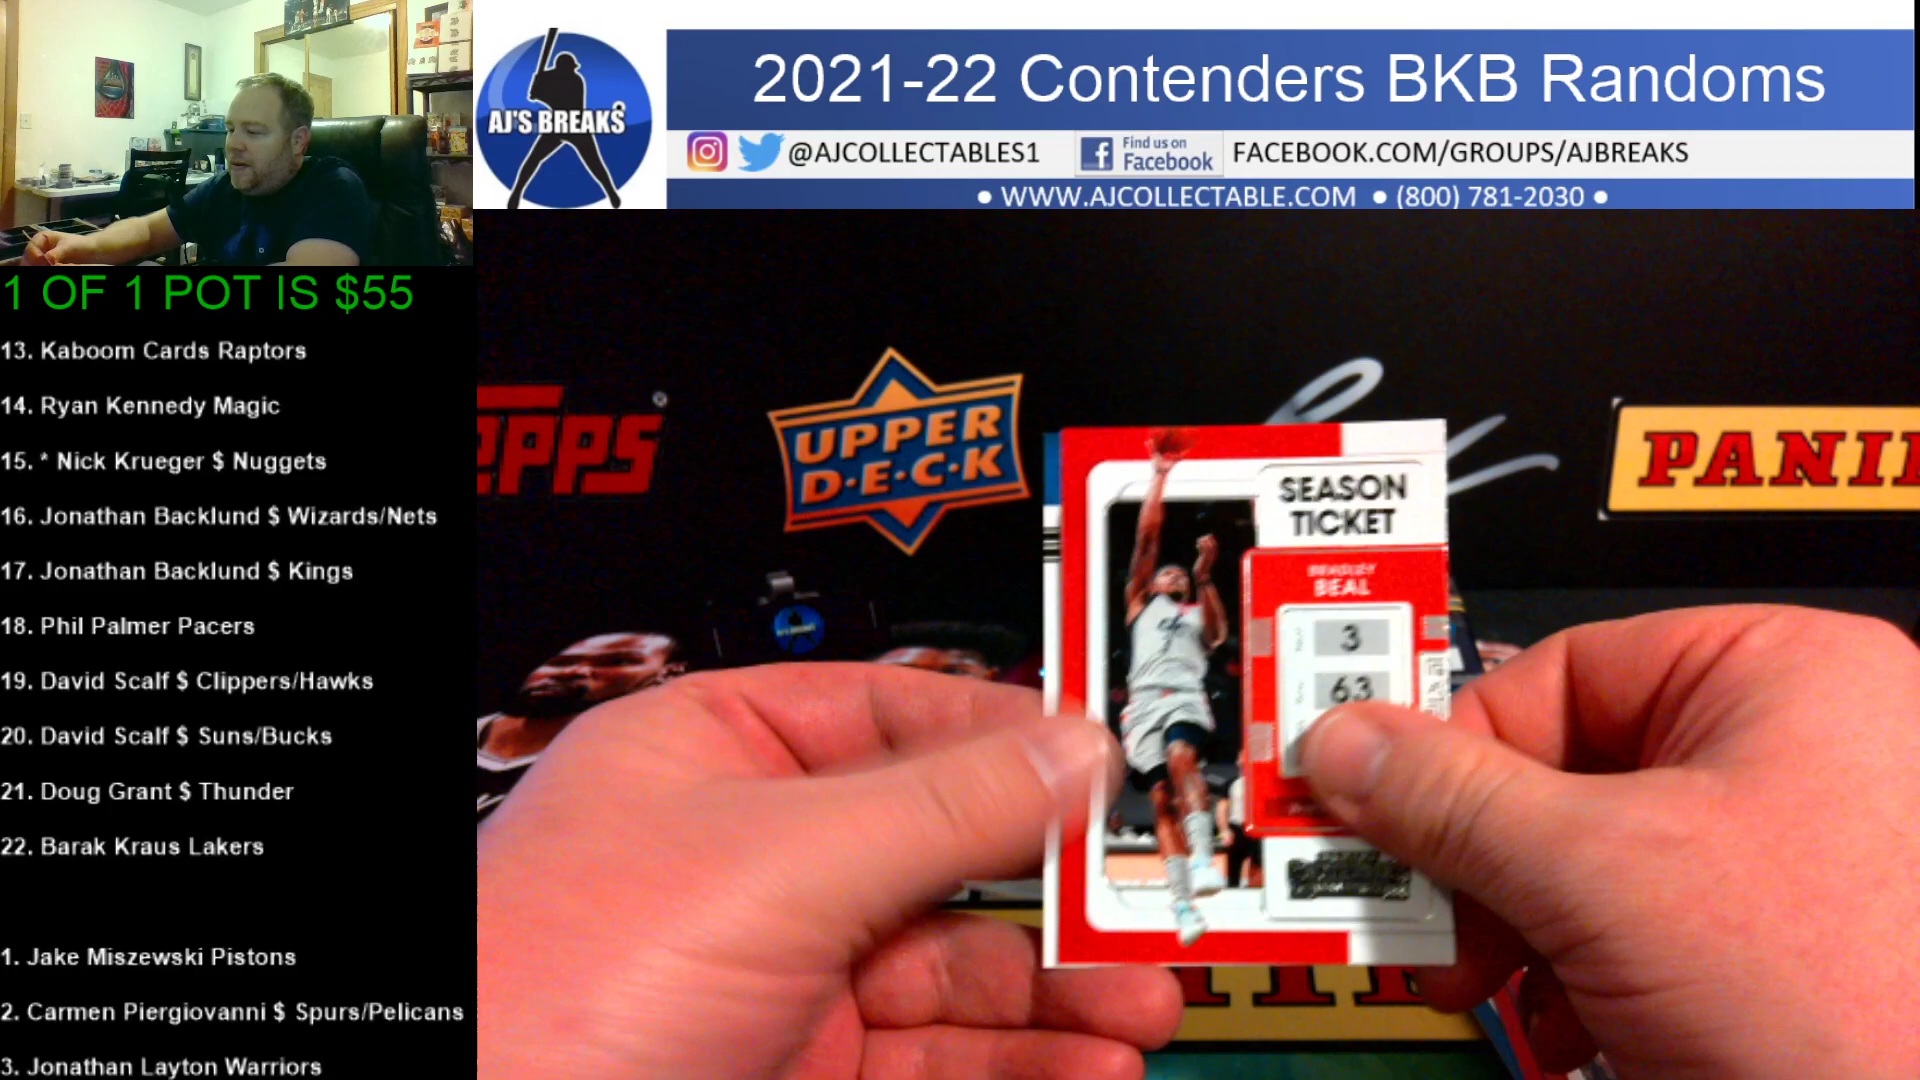 2021-22 Contenders BKB Randoms
AJ'S BREAKS
@AJCOLLECTABLES1
Find us on
Facebook
FACEBOOK.COM/GROUPS/AJBREAKS
• WWW.AJCOLLECTABLE.COM • (800) 781-2030 •
1 OF 1 POT IS $55
13. Kaboom Cards Raptors
14. Ryan Kennedy Magic
15. * Nick Krueger $ Nuggets
16. Jonathan Backlund $ Wizards/Nets
17. Jonathan Backlund $ Kings
18. Phil Palmer Pacers
19. David Scalf $ Clippers/Hawks
20. David Scalf $ Suns/Bucks
21. Doug Grant $ Thunder
22. Barak Kraus Lakers
1. Jake Miszewski Pistons
2. Carmen Piergiovanni $ Spurs/Pelicans
3. Jonathan Layton Warriors
EPPS
UPPER
D·E·C·K
PANI
SEASON
TICKET
BRADLEY
BEAL
3
63